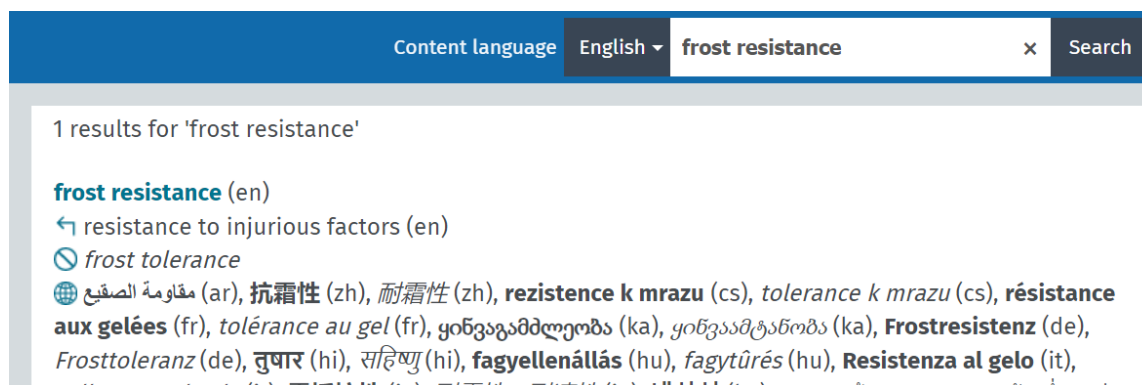 Content language English frost resistance × Search
1 results for 'frost resistance'
frost resistance (en)
resistance to injurious factors (en)
frost tolerance
مقاومة الصقيع (ar), 抗霜性 (zh), 耐霜性 (zh), rezistence k mrazu (cs), tolerance k mrazu (cs), résistance
aux gelées (fr), tolérance au gel (fr), ყინვაგამძლეობა (ka), ყინვაამტანობა (ka), Frostresistenz (de),
Frosttoleranz (de), तुषार (hi), सहिष्णु (hi), fagyellenállás (hu), fagytûrés (hu), Resistenza al gelo (it),